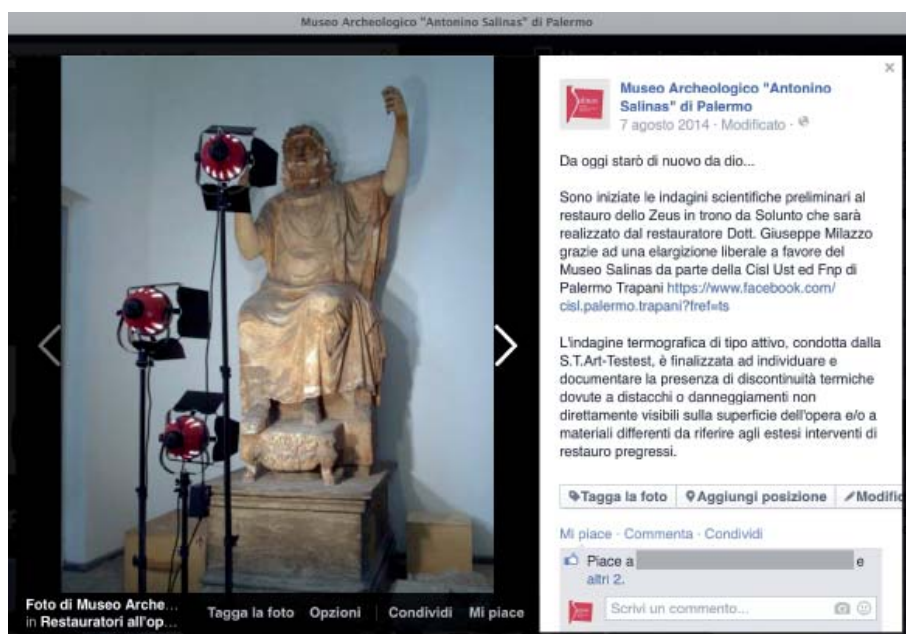 Museo Archeologico "Antonino Salinas" di Palermo
Museo Archeologico "Antonino
Salinas" di Palermo
7 agosto 2014 · Modificato ·
Da oggi starò di nuovo da dio...
Sono iniziate le indagini scientifiche preliminari al
restauro dello Zeus in trono da Solunto che sarà
realizzato dal restauratore Dott. Giuseppe Milazzo
grazie ad una elargizione liberale a favore del
Museo Salinas da parte della Cisl Ust ed Fnp di
Palermo Trapani https://www.facebook.com/
cisl.palermo.trapani?fref=ts
L'indagine termografica di tipo attivo, condotta dalla
S.T.Art-Testest, è finalizzata ad individuare e
documentare la presenza di discontinuità termiche
dovute a distacchi o danneggiamenti non
direttamente visibili sulla superficie dell'opera e/o a
materiali differenti da riferire agli estesi interventi di
restauro pregressi.
Tagga la foto Aggiungi posizione Modific
Mi piace · Commenta · Condividi
Piace a e
altri 2.
Scrivi un commento...
Foto di Museo Arche...
in Restauratori all'op...
Tagga la foto Opzioni Condividi Mi piace